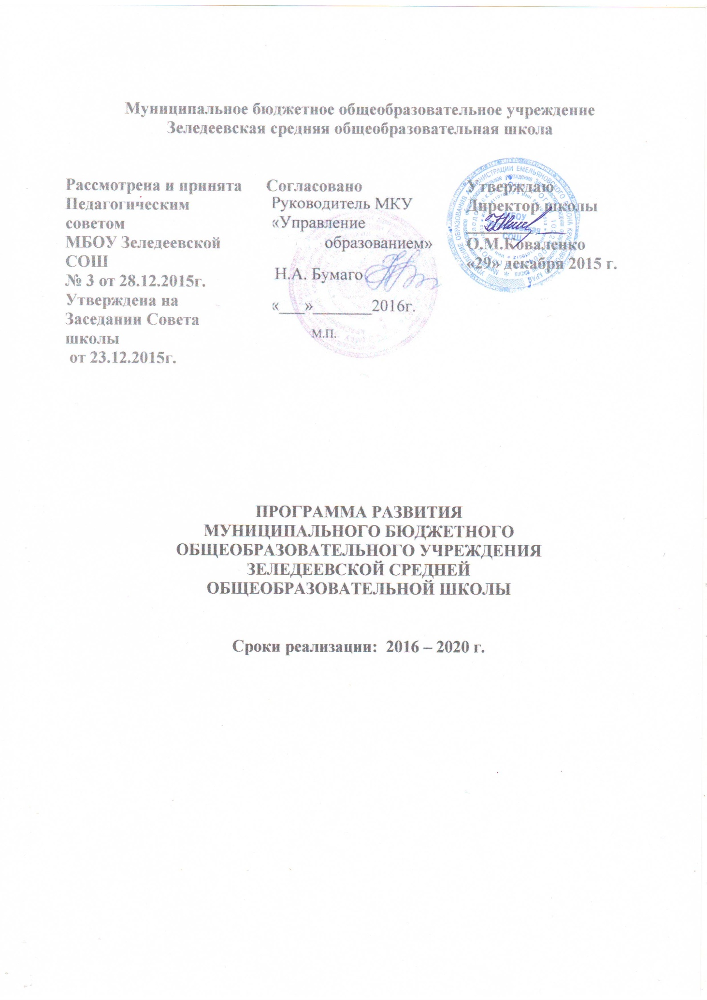 Муниципальное бюджетное общеобразовательное учреждение
Зеледеевская средняя общеобразовательная школа
Рассмотрена и принята
Педагогическим
советом
МБОУ Зеледеевской
СОШ
№ 3 от 28.12.2015г.
Утверждена на
Заседании Совета
школы
от 23.12.2015г.
Согласовано
Руководитель МКУ
«Управление
образованием»
Н.А. Бумаго
«___»_______2016г.
М.П.
Утверждаю
Директор школы
О.М.Коваленко
«29» декабря 2015 г.
МБОУ
СОШ
ПРОГРАММА РАЗВИТИЯ
МУНИЦИПАЛЬНОГО БЮДЖЕТНОГО
ОБЩЕОБРАЗОВАТЕЛЬНОГО УЧРЕЖДЕНИЯ
ЗЕЛЕДЕЕВСКОЙ СРЕДНЕЙ
ОБЩЕОБРАЗОВАТЕЛЬНОЙ ШКОЛЫ
Сроки реализации: 2016 – 2020 г.